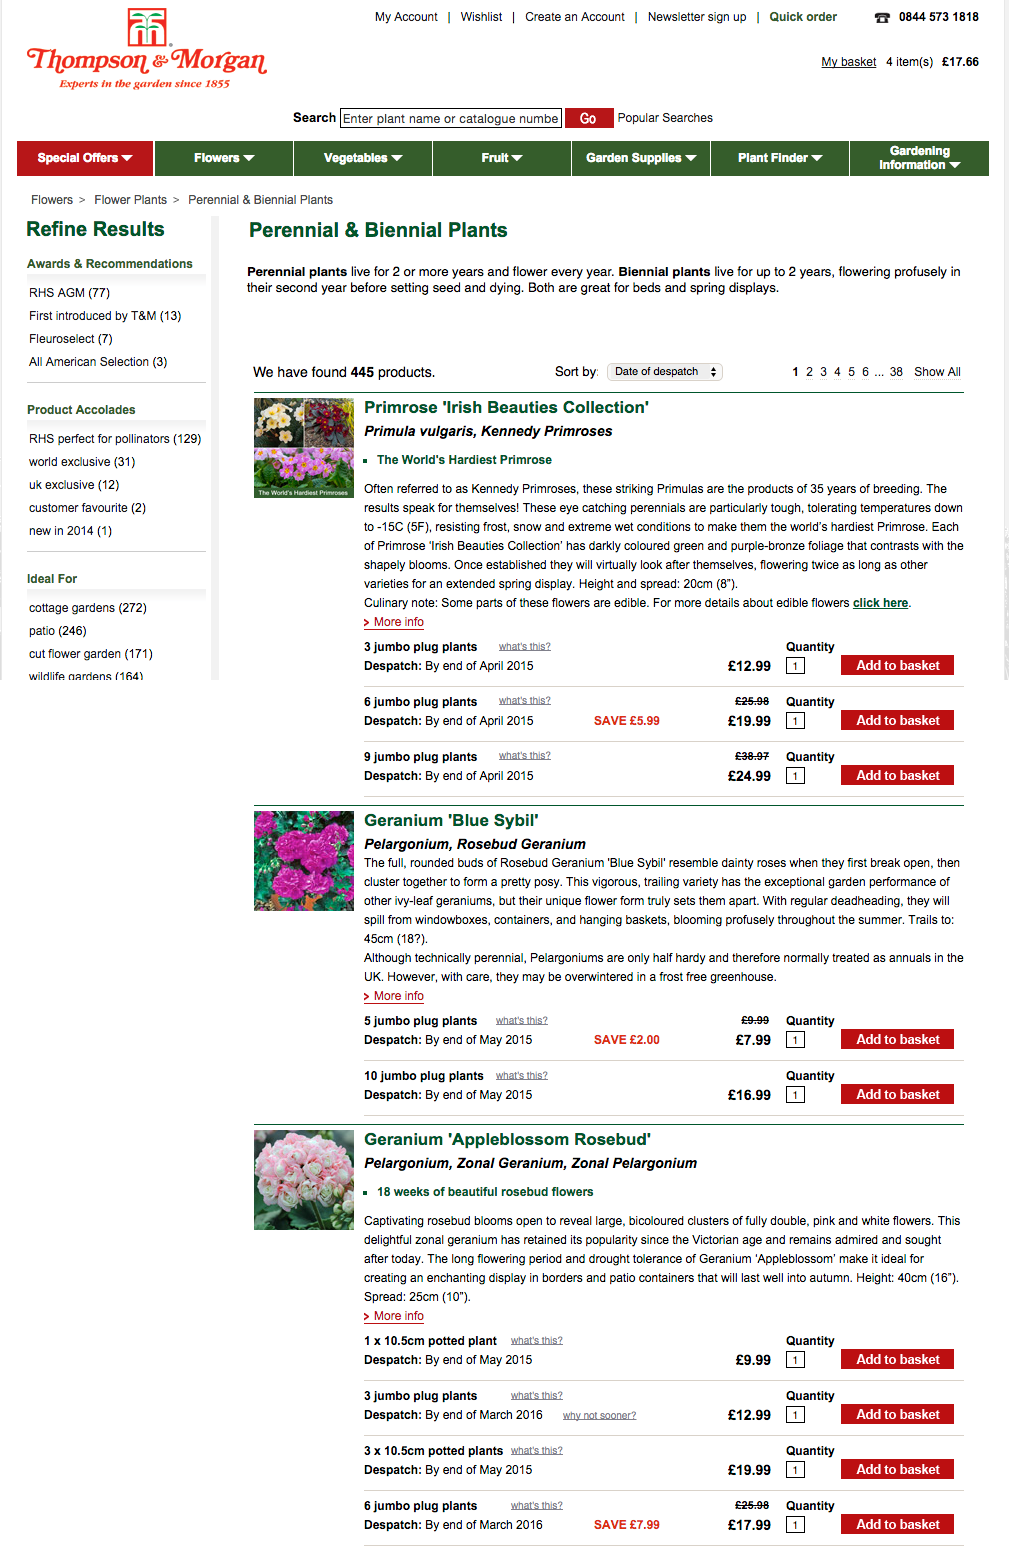 My Account | Wishlist | Create an Account | Newsletter sign up | Quick order 0844 573 1818
Thompson & Morgan
Experts in the garden since 1855
My basket 4 item(s) £17.66
Search Enter plant name or catalogue numbe Go Popular Searches
Special Offers Flowers Vegetables Fruit Garden Supplies Plant Finder Gardening Information
Flowers > Flower Plants > Perennial & Biennial Plants
Refine Results
Awards & Recommendations
RHS AGM (77)
First introduced by T&M (13)
Fleuroselect (7)
All American Selection (3)
Product Accolades
RHS perfect for pollinators (129)
world exclusive (31)
uk exclusive (12)
customer favourite (2)
new in 2014 (1)
Ideal For
cottage gardens (272)
patio (246)
cut flower garden (171)
wildlife gardens (164)
Perennial & Biennial Plants
Perennial plants live for 2 or more years and flower every year. Biennial plants live for up to 2 years, flowering profusely in
their second year before setting seed and dying. Both are great for beds and spring displays.
We have found 445 products. Sort by: Date of despatch 1 2 3 4 5 6 ... 38 Show All
The World's Hardiest Primroses
Primrose 'Irish Beauties Collection'
Primula vulgaris, Kennedy Primroses
The World's Hardiest Primrose
Often referred to as Kennedy Primroses, these striking Primulas are the products of 35 years of breeding. The
results speak for themselves! These eye catching perennials are particularly tough, tolerating temperatures down
to -15C (5F), resisting frost, snow and extreme wet conditions to make them the world's hardiest Primrose. Each
of Primrose 'Irish Beauties Collection' has darkly coloured green and purple-bronze foliage that contrasts with the
shapely blooms. Once established they will virtually look after themselves, flowering twice as long as other
varieties for an extended spring display. Height and spread: 20cm (8").
Culinary note: Some parts of these flowers are edible. For more details about edible flowers click here.
> More info
3 jumbo plug plants what's this? Quantity
Despatch: By end of April 2015 £12.99 1 Add to basket
6 jumbo plug plants what's this? £25.98 Quantity
Despatch: By end of April 2015 SAVE £5.99 £19.99 1 Add to basket
9 jumbo plug plants what's this? £38.97 Quantity
Despatch: By end of April 2015 £24.99 1 Add to basket
Geranium 'Blue Sybil'
Pelargonium, Rosebud Geranium
The full, rounded buds of Rosebud Geranium 'Blue Sybil' resemble dainty roses when they first break open, then
cluster together to form a pretty posy. This vigorous, trailing variety has the exceptional garden performance of
other ivy-leaf geraniums, but their unique flower form truly sets them apart. With regular deadheading, they will
spill from windowboxes, containers, and hanging baskets, blooming profusely throughout the summer. Trails to:
45cm (18?).
Although technically perennial, Pelargoniums are only half hardy and therefore normally treated as annuals in the
UK. However, with care, they may be overwintered in a frost free greenhouse.
> More info
5 jumbo plug plants what's this? £9.99 Quantity
Despatch: By end of May 2015 SAVE £2.00 £7.99 1 Add to basket
10 jumbo plug plants what's this? Quantity
Despatch: By end of May 2015 £16.99 1 Add to basket
Geranium 'Appleblossom Rosebud'
Pelargonium, Zonal Geranium, Zonal Pelargonium
18 weeks of beautiful rosebud flowers
Captivating rosebud blooms open to reveal large, bicoloured clusters of fully double, pink and white flowers. This
delightful zonal geranium has retained its popularity since the Victorian age and remains admired and sought
after today. The long flowering period and drought tolerance of Geranium 'Appleblossom' make it ideal for
creating an enchanting display in borders and patio containers that will last well into autumn. Height: 40cm (16").
Spread: 25cm (10").
> More info
1 x 10.5cm potted plant what's this? Quantity
Despatch: By end of May 2015 £9.99 1 Add to basket
3 jumbo plug plants what's this? Quantity
Despatch: By end of March 2016 why not sooner? £12.99 1 Add to basket
3 x 10.5cm potted plants what's this? Quantity
Despatch: By end of May 2015 £19.99 1 Add to basket
6 jumbo plug plants what's this? £25.98 Quantity
Despatch: By end of March 2016 SAVE £7.99 £17.99 1 Add to basket